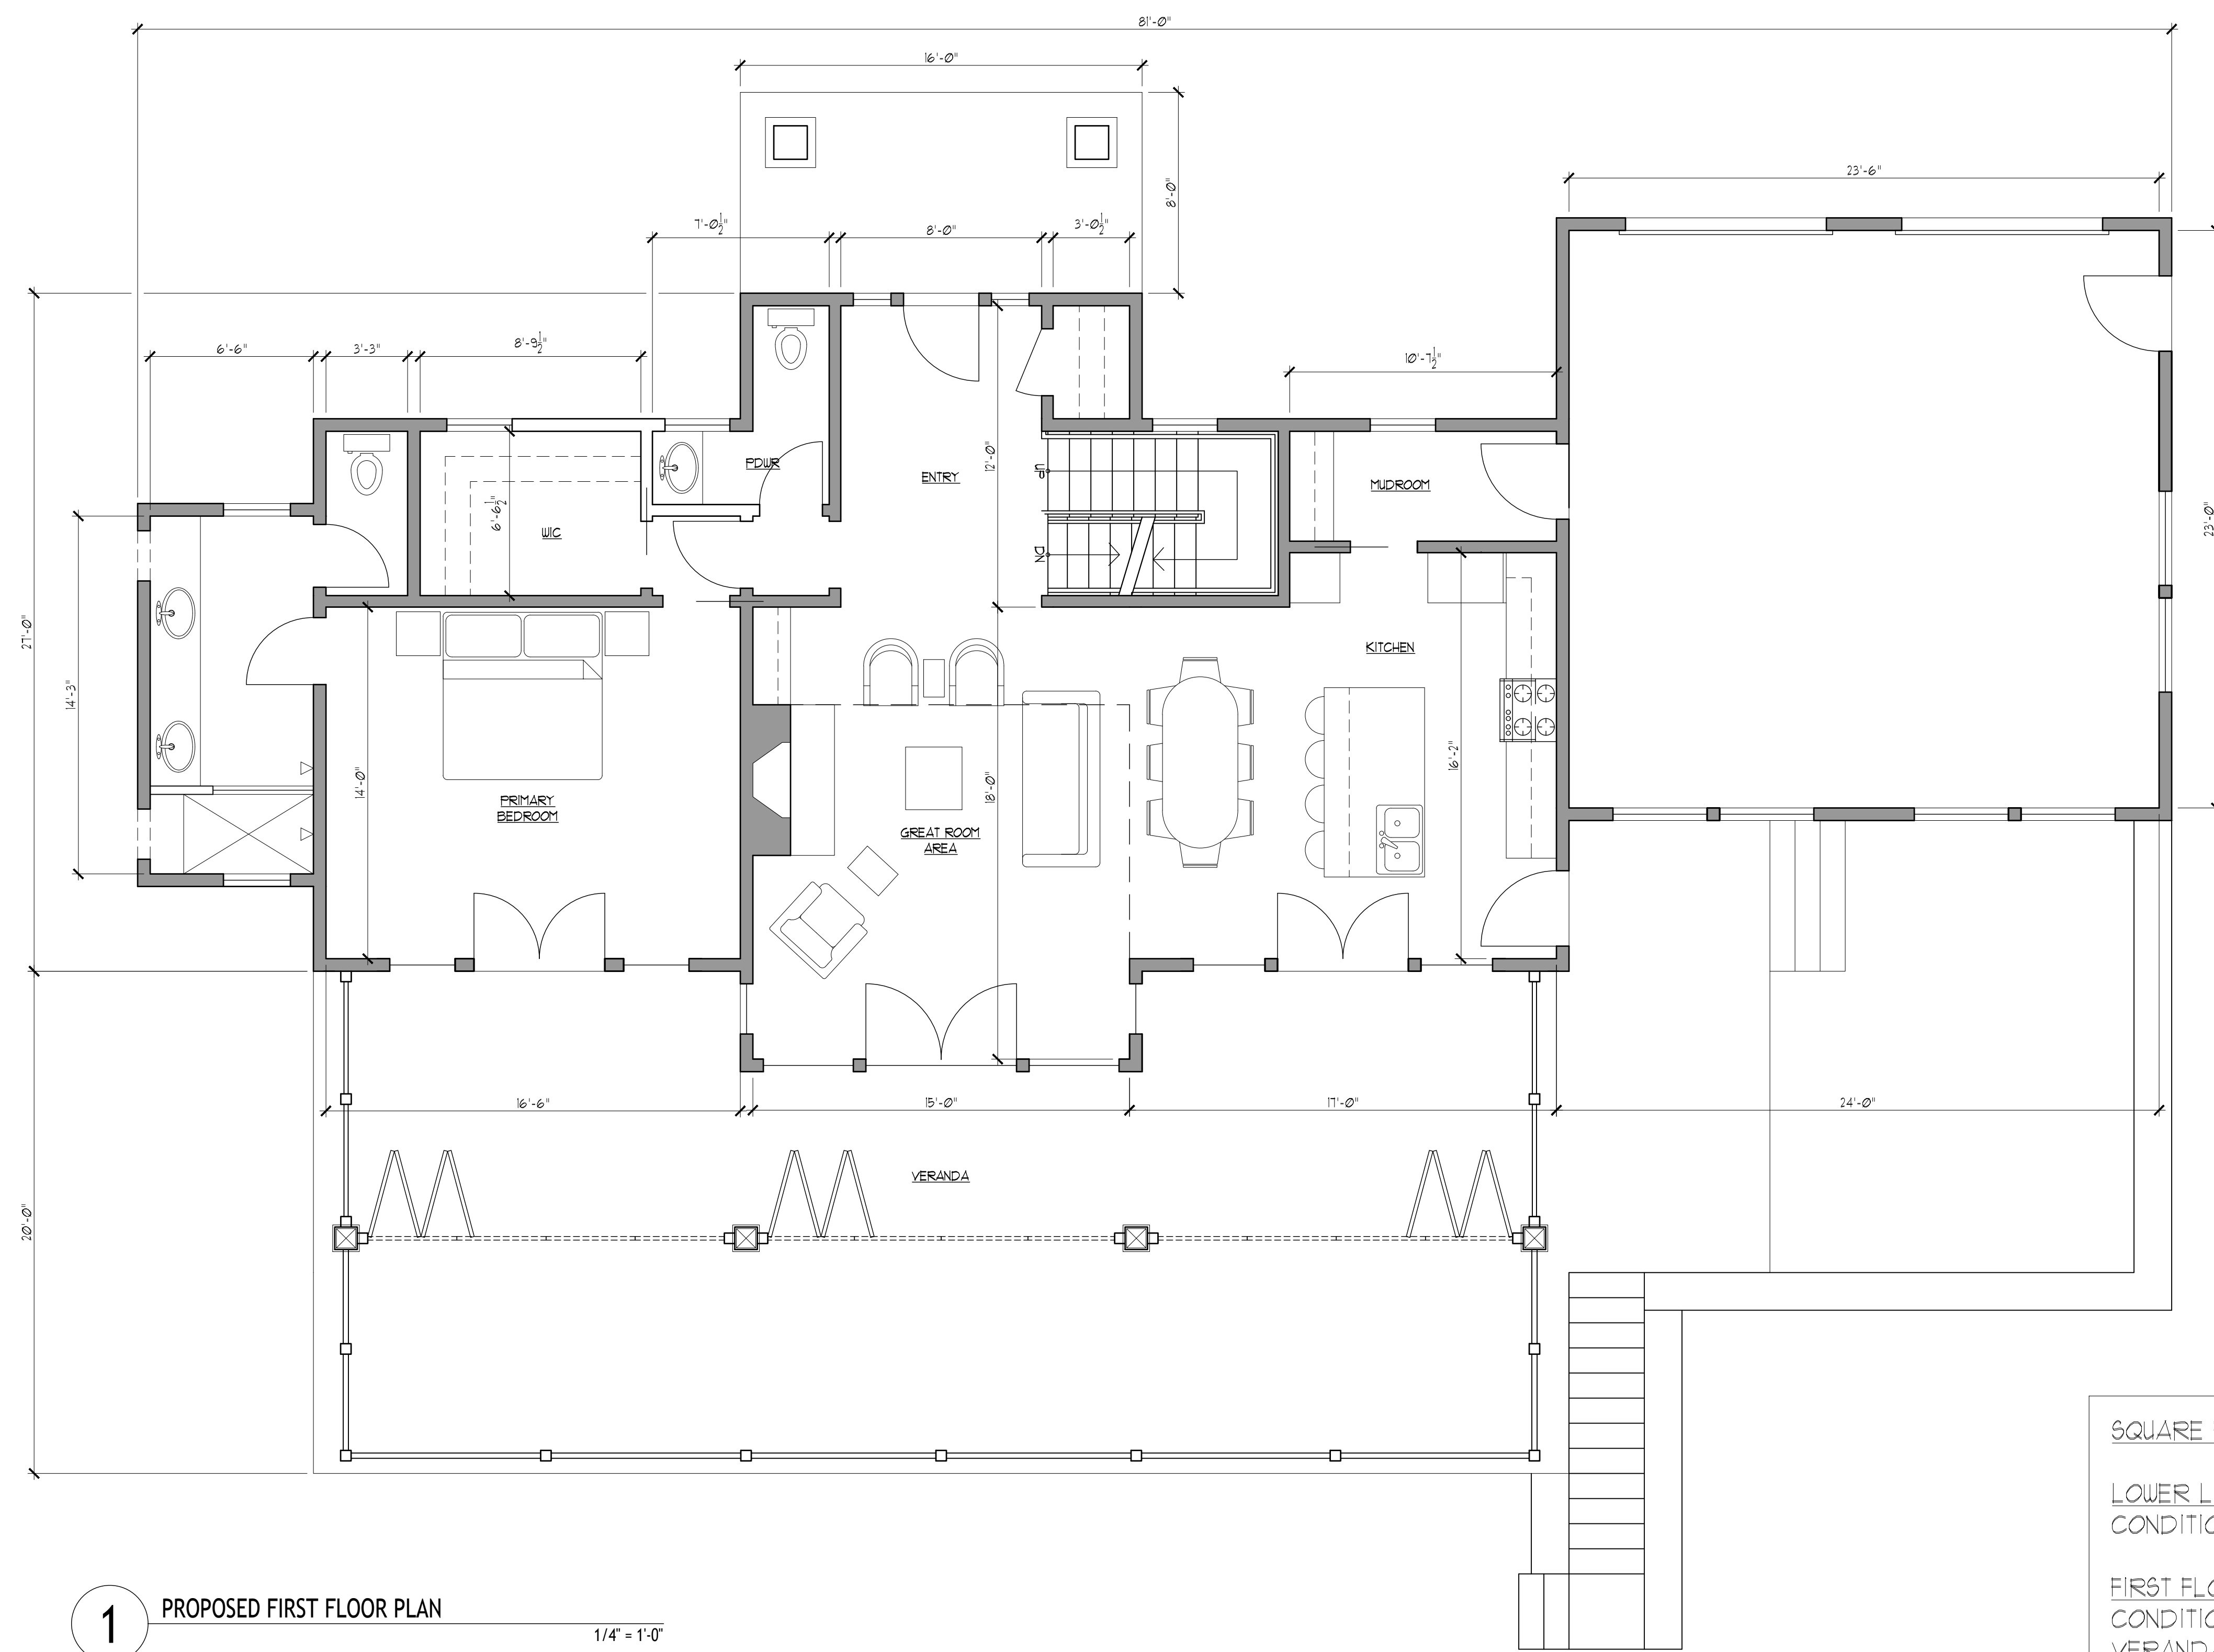 81'-0"
16'-0"
8'-0"
23'-6"
7'-0½"
8'-0"
3'-0½"
6'-6"
3'-3"
8'-9½"
10'-7½"
12'-0"
UP
PDWR
ENTRY
MUDROOM
6'-6½"
WIC
DN
23'-0"
27'-0"
14'-3"
KITCHEN
14'-0"
18'-0"
16'-2"
PRIMARY
BEDROOM
GREAT ROOM
AREA
16'-6"
15'-0"
17'-0"
24'-0"
VERANDA
20'-0"
SQUARE
LOWER L
CONDITIO
FIRST FLO
CONDITIO
VERANDA
1
PROPOSED FIRST FLOOR PLAN
1/4" = 1'-0"